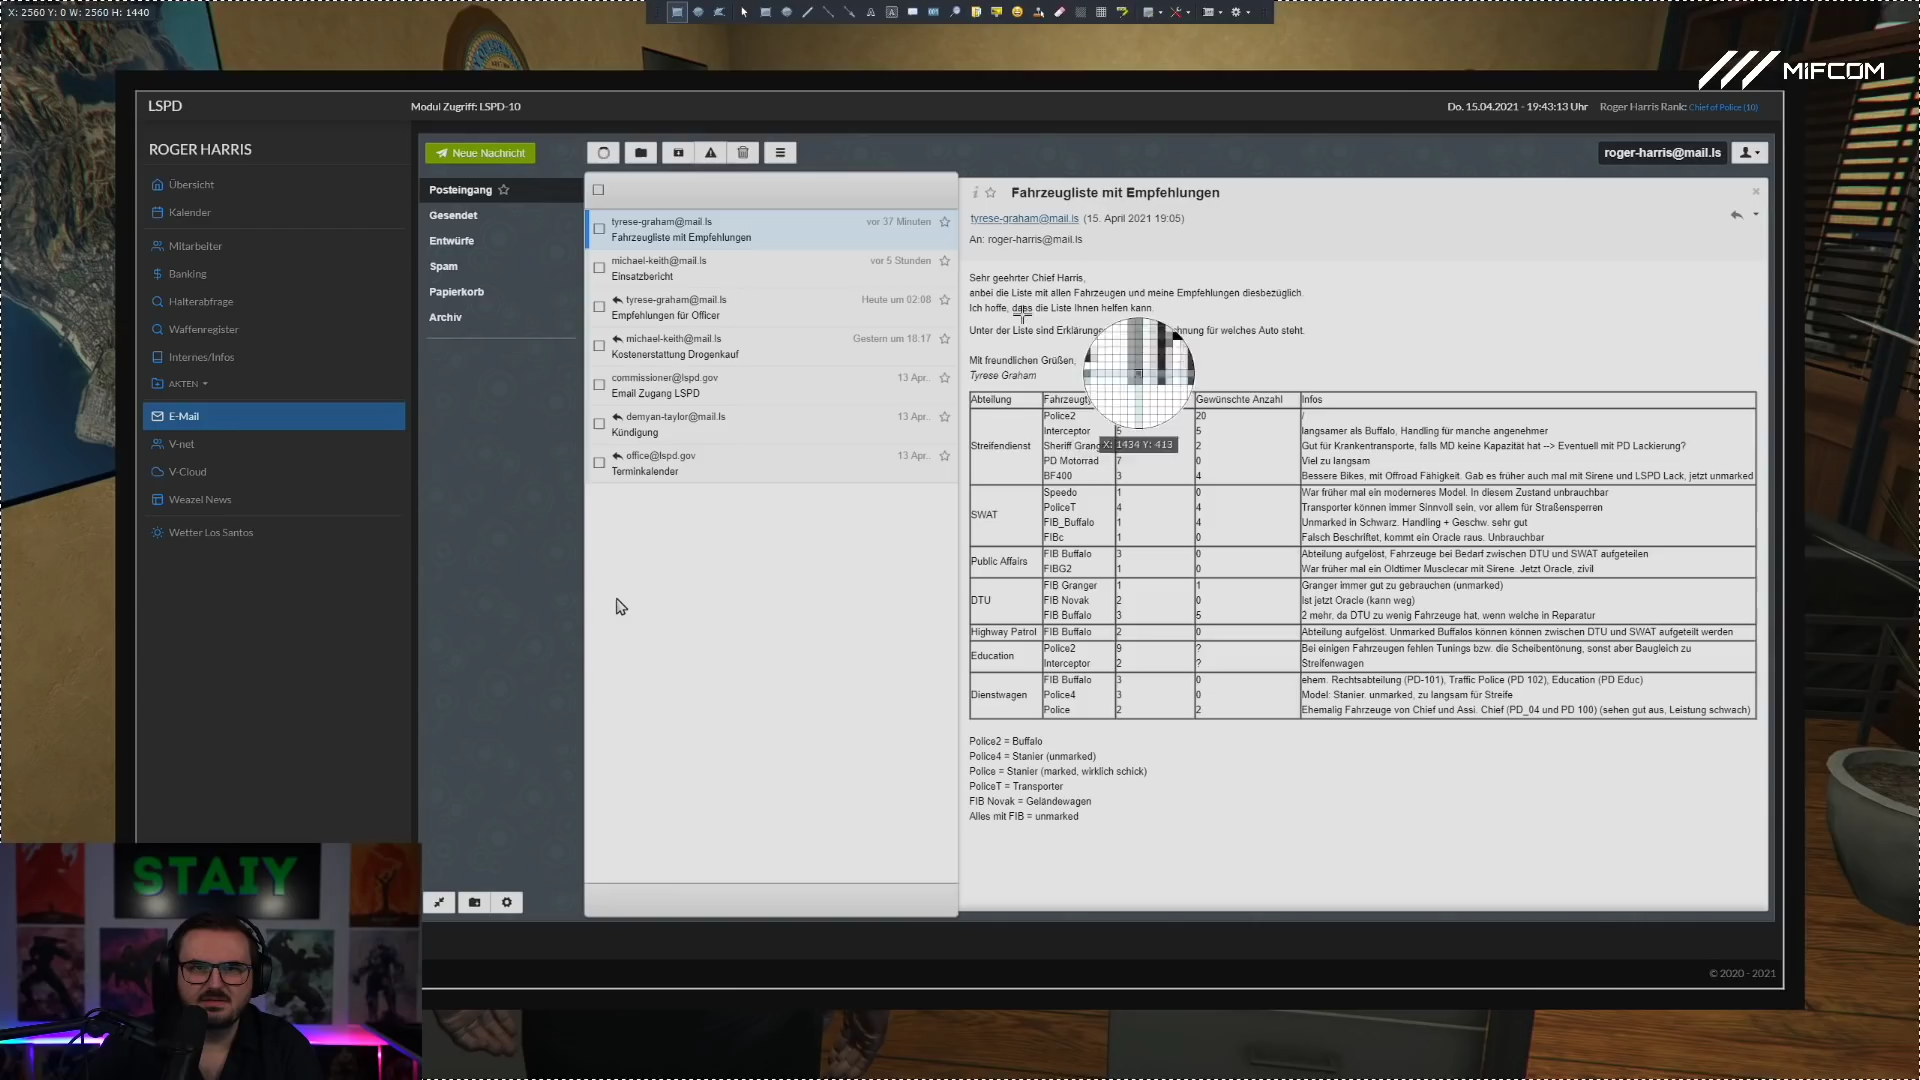 X: 2560 Y: 0 W: 2560 H: 1440
MIFCOM
LSPD
Modul Zugriff: LSPD-10
Do. 15.04.2021 - 19:43:13 Uhr
Roger Harris Rank: Chief of Police (10)
ROGER HARRIS
Übersicht
Kalender
Mitarbeiter
Banking
Halterabfrage
Waffenregister
Internes/Infos
AKTEN
E-Mail
V-net
V-Cloud
Weazel News
Wetter Los Santos
Neue Nachricht
roger-harris@mail.ls
Posteingang
Gesendet
Entwürfe
Spam
Papierkorb
Archiv
tyrese-graham@mail.ls vor 37 Minuten
Fahrzeugliste mit Empfehlungen
michael-keith@mail.ls vor 5 Stunden
Einsatzbericht
tyrese-graham@mail.ls Heute um 02:08
Empfehlungen für Officer
michael-keith@mail.ls Gestern um 18:17
Kostenerstattung Drogenkauf
commissioner@lspd.gov 13 Apr..
Email Zugang LSPD
demyan-taylor@mail.ls 13 Apr..
Kündigung
office@lspd.gov 13 Apr..
Terminkalender
Fahrzeugliste mit Empfehlungen
tyrese-graham@mail.ls (15. April 2021 19:05)
An: roger-harris@mail.ls
Sehr geehrter Chief Harris,
anbei die Liste mit allen Fahrzeugen und meine Empfehlungen diesbezüglich.
Ich hoffe, dass die Liste Ihnen helfen kann.
Unter der Liste sind für welches Auto steht.
Mit freundlichen Grüßen,
Tyrese Graham
X: 1434 Y: 413
Abteilung Gewünschte Anzahl Infos
Streifendienst
Police2 20 /
Interceptor 5 5 langsamer als Buffalo, Handling für manche angenehmer
Sheriff 2 Gut für Krankentransporte, falls MD keine Kapazität hat --> Eventuell mit PD Lackierung?
PD Motorrad 7 0 Viel zu langsam
BF400 3 4 Bessere Bikes, mit Offroad Fähigkeit. Gab es früher auch mal mit Sirene und LSPD Lack, jetzt unmarked
SWAT
Speedo 1 0 War früher mal ein moderneres Model. In diesem Zustand unbrauchbar
PoliceT 4 4 Transporter können immer Sinnvoll sein, vor allem für Straßensperren
FIB_Buffalo 1 4 Unmarked in Schwarz. Handling + Geschw. sehr gut
FIBc 1 0 Falsch Beschriftet, kommt ein Oracle raus. Unbrauchbar
Public Affairs
FIB Buffalo 3 0 Abteilung aufgelöst, Fahrzeuge bei Bedarf zwischen DTU und SWAT aufgeteilen
FIBG2 1 0 War früher mal ein Oldtimer Musclecar mit Sirene. Jetzt Oracle, zivil
DTU
FIB Granger 1 1 Granger immer gut zu gebrauchen (unmarked)
FIB Novak 2 0 Ist jetzt Oracle (kann weg)
FIB Buffalo 3 5 2 mehr, da DTU zu wenig Fahrzeuge hat, wenn welche in Reparatur
Highway Patrol FIB Buffalo 2 0 Abteilung aufgelöst. Unmarked Buffalos können können zwischen DTU und SWAT aufgeteilt werden
Education
Police2 9 ? Bei einigen Fahrzeugen fehlen Tunings bzw. die Scheibentönung, sonst aber Baugleich zu
Interceptor 2 ? Streifenwagen
Dienstwagen
FIB Buffalo 3 0 ehem. Rechtsabteilung (PD-101), Traffic Police (PD 102), Education (PD Educ)
Police4 3 0 Model: Stanier. unmarked, zu langsam für Streife
Police 2 2 Ehemalig Fahrzeuge von Chief und Assi. Chief (PD_04 und PD 100) (sehen gut aus, Leistung schwach)
Police2 = Buffalo
Police4 = Stanier (unmarked)
Police = Stanier (marked, wirklich schick)
PoliceT = Transporter
FIB Novak = Geländewagen
Alles mit FIB = unmarked
STAIY
© 2020 - 2021